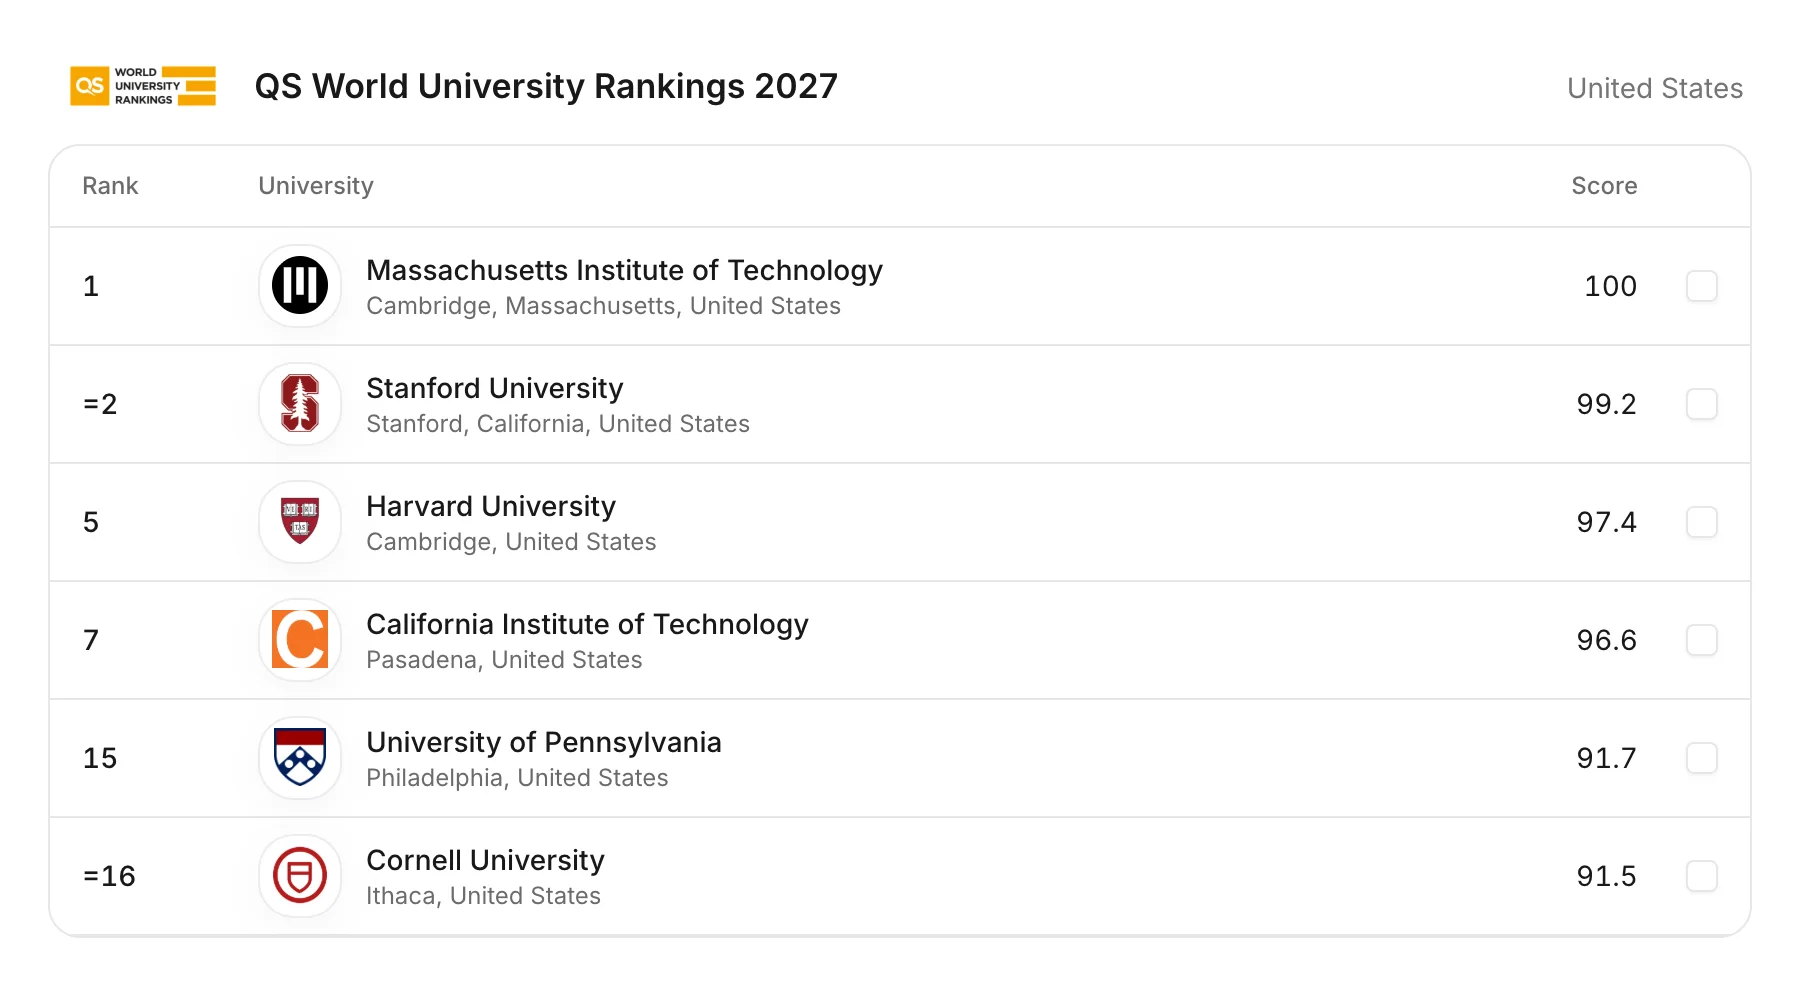 QS WORLD UNIVERSITY RANKINGS
QS World University Rankings 2027
United States
Rank University Score
1 Massachusetts Institute of Technology 100
Cambridge, Massachusetts, United States
=2 Stanford University 99.2
Stanford, California, United States
5 Harvard University 97.4
Cambridge, United States
7 California Institute of Technology 96.6
Pasadena, United States
15 University of Pennsylvania 91.7
Philadelphia, United States
=16 Cornell University 91.5
Ithaca, United States